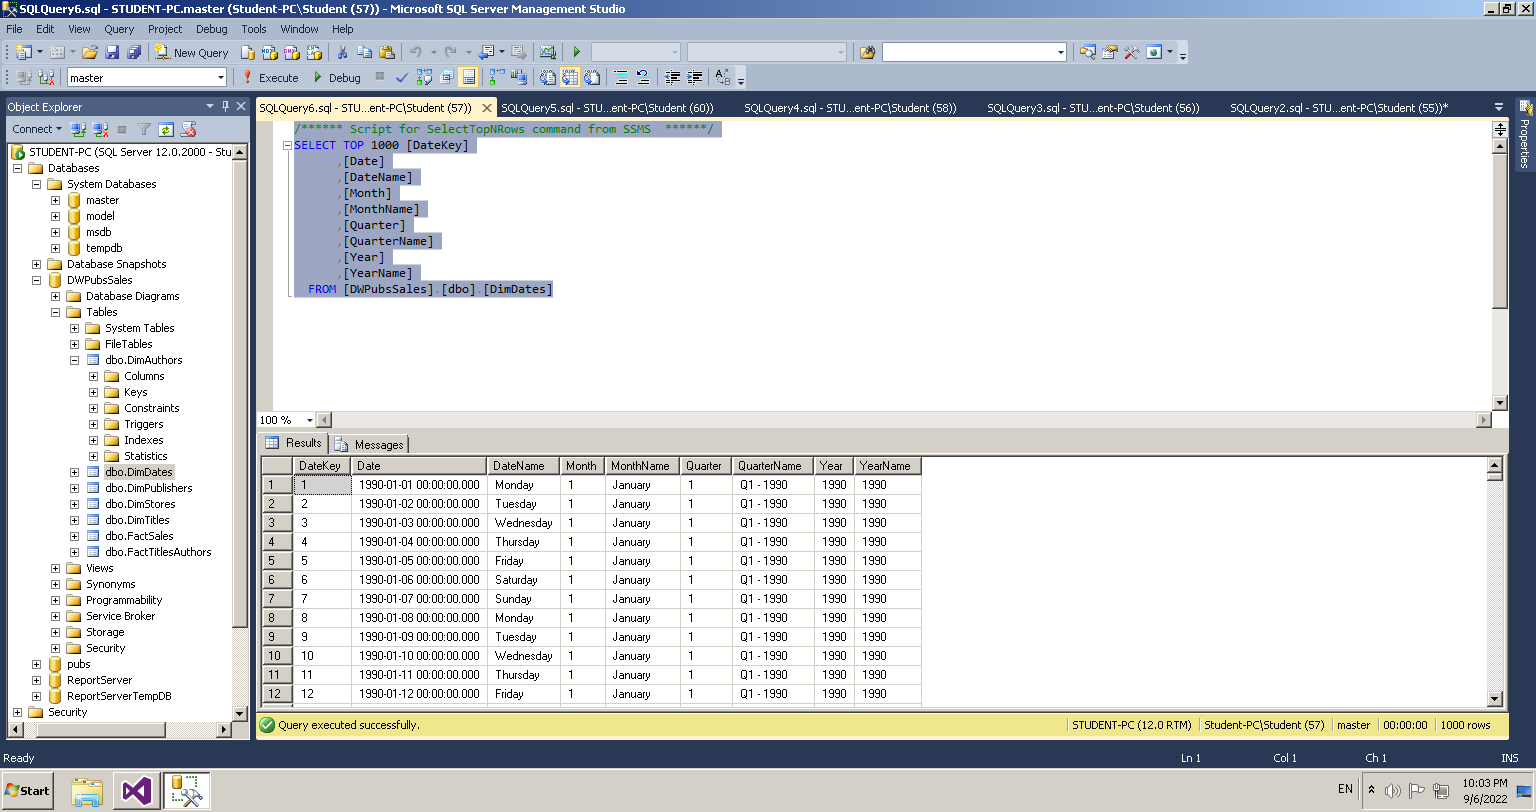 SQLQuery6.sql - STUDENT-PC.master (Student-PC\Student (57)) - Microsoft SQL Server Management Studio
File Edit View Query Project Debug Tools Window Help
New Query
master Execute Debug
Object Explorer
Connect
STUDENT-PC (SQL Server 12.0.2000 - Stu
Databases
System Databases
master
model
msdb
tempdb
Database Snapshots
DWPubsSales
Database Diagrams
Tables
System Tables
FileTables
dbo.DimAuthors
Columns
Keys
Constraints
Triggers
Indexes
Statistics
dbo.DimDates
dbo.DimPublishers
dbo.DimStores
dbo.DimTitles
dbo.FactSales
dbo.FactTitlesAuthors
Views
Synonyms
Programmability
Service Broker
Storage
Security
pubs
ReportServer
ReportServerTempDB
Security
SQLQuery6.sql - STU...ent-PC\Student (57)) SQLQuery5.sql - STU...ent-PC\Student (60)) SQLQuery4.sql - STU...ent-PC\Student (58)) SQLQuery3.sql - STU...ent-PC\Student (56)) SQLQuery2.sql - STU...ent-PC\Student (55))*
/****** Script for SelectTopNRows command from SSMS  ******/
SELECT TOP 1000 [DateKey]
,[Date]
,[DateName]
,[Month]
,[MonthName]
,[Quarter]
,[QuarterName]
,[Year]
,[YearName]
FROM [DWPubsSales].[dbo].[DimDates]
Properties
100 %
Results Messages
DateKey Date DateName Month MonthName Quarter QuarterName Year YearName
1 1 1990-01-01 00:00:00.000 Monday 1 January 1 Q1 - 1990 1990 1990
2 2 1990-01-02 00:00:00.000 Tuesday 1 January 1 Q1 - 1990 1990 1990
3 3 1990-01-03 00:00:00.000 Wednesday 1 January 1 Q1 - 1990 1990 1990
4 4 1990-01-04 00:00:00.000 Thursday 1 January 1 Q1 - 1990 1990 1990
5 5 1990-01-05 00:00:00.000 Friday 1 January 1 Q1 - 1990 1990 1990
6 6 1990-01-06 00:00:00.000 Saturday 1 January 1 Q1 - 1990 1990 1990
7 7 1990-01-07 00:00:00.000 Sunday 1 January 1 Q1 - 1990 1990 1990
8 8 1990-01-08 00:00:00.000 Monday 1 January 1 Q1 - 1990 1990 1990
9 9 1990-01-09 00:00:00.000 Tuesday 1 January 1 Q1 - 1990 1990 1990
10 10 1990-01-10 00:00:00.000 Wednesday 1 January 1 Q1 - 1990 1990 1990
11 11 1990-01-11 00:00:00.000 Thursday 1 January 1 Q1 - 1990 1990 1990
12 12 1990-01-12 00:00:00.000 Friday 1 January 1 Q1 - 1990 1990 1990
Query executed successfully. STUDENT-PC (12.0 RTM) Student-PC\Student (57) master 00:00:00 1000 rows
Ready Ln 1 Col 1 Ch 1 INS
Start EN 10:03 PM
9/6/2022